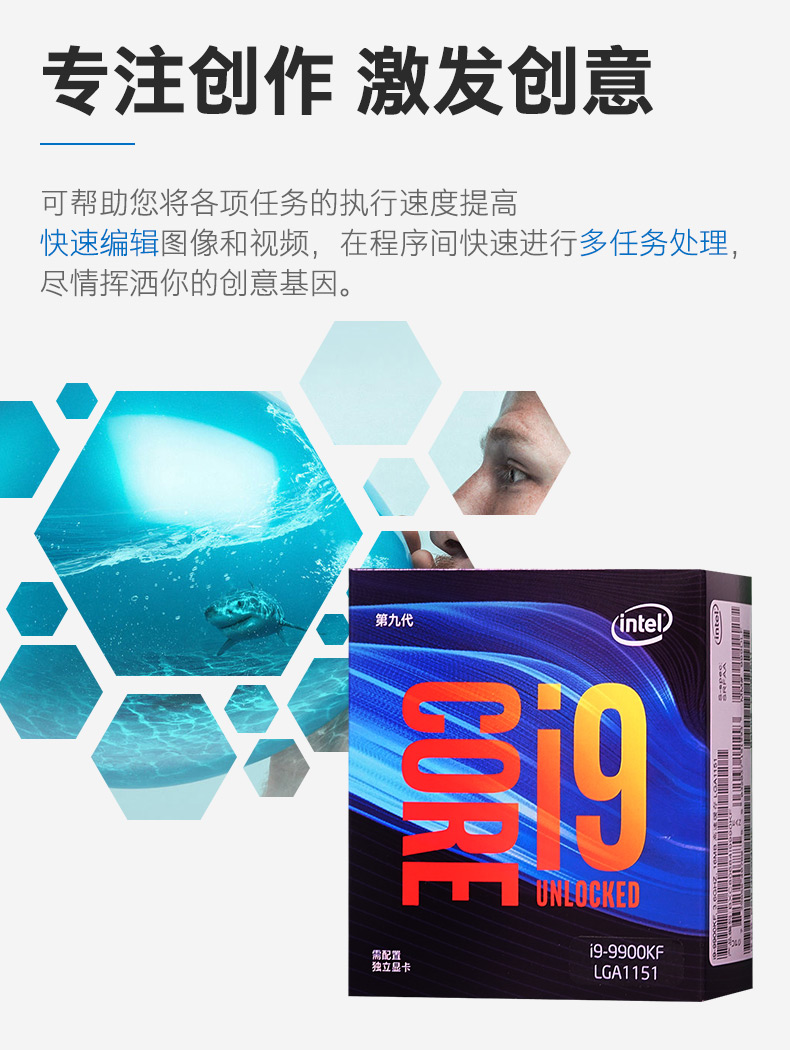 专注创作 激发创意
可帮助您将各项任务的执行速度提高
快速编辑图像和视频，在程序间快速进行多任务处理，
尽情挥洒你的创意基因。
第九代
intel
CORE
i9
UNLOCKED
需配置
独立显卡
i9-9900KF
LGA1151
intel
S-spec:
SRFAA